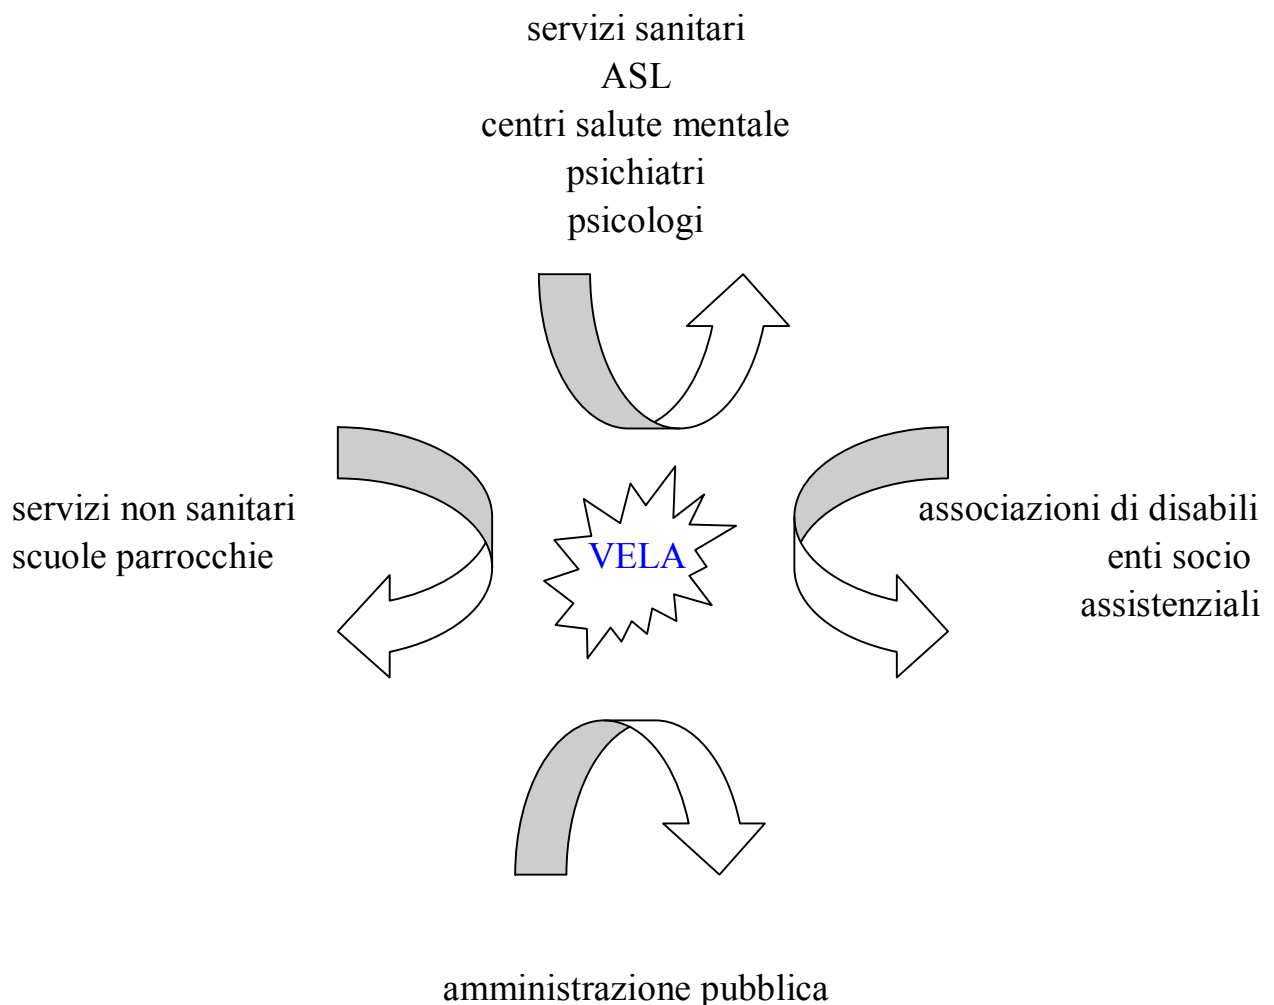 servizi sanitari
ASL
centri salute mentale
psichiatri
psicologi
servizi non sanitari
scuole parrocchie
VELA
associazioni di disabili
enti socio
assistenziali
amministrazione pubblica